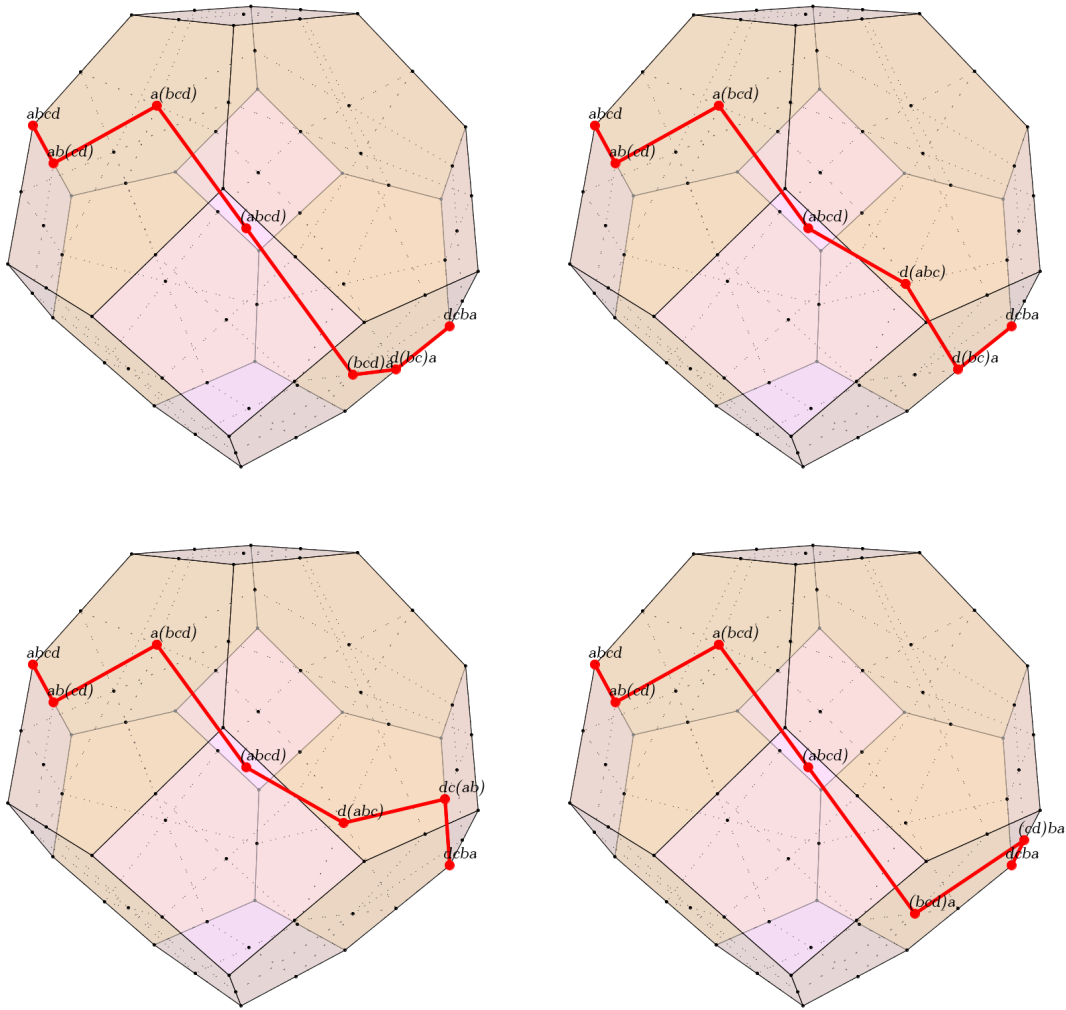 a(bcd)
abcd
ab(cd)
(abcd)
dcba
(bcd)a
d(bc)a
a(bcd)
abcd
ab(cd)
(abcd)
d(abc)
dcba
d(bc)a
a(bcd)
abcd
ab(cd)
(abcd)
dc(ab)
d(abc)
dcba
a(bcd)
abcd
ab(cd)
(abcd)
(cd)ba
dcba
(bcd)a